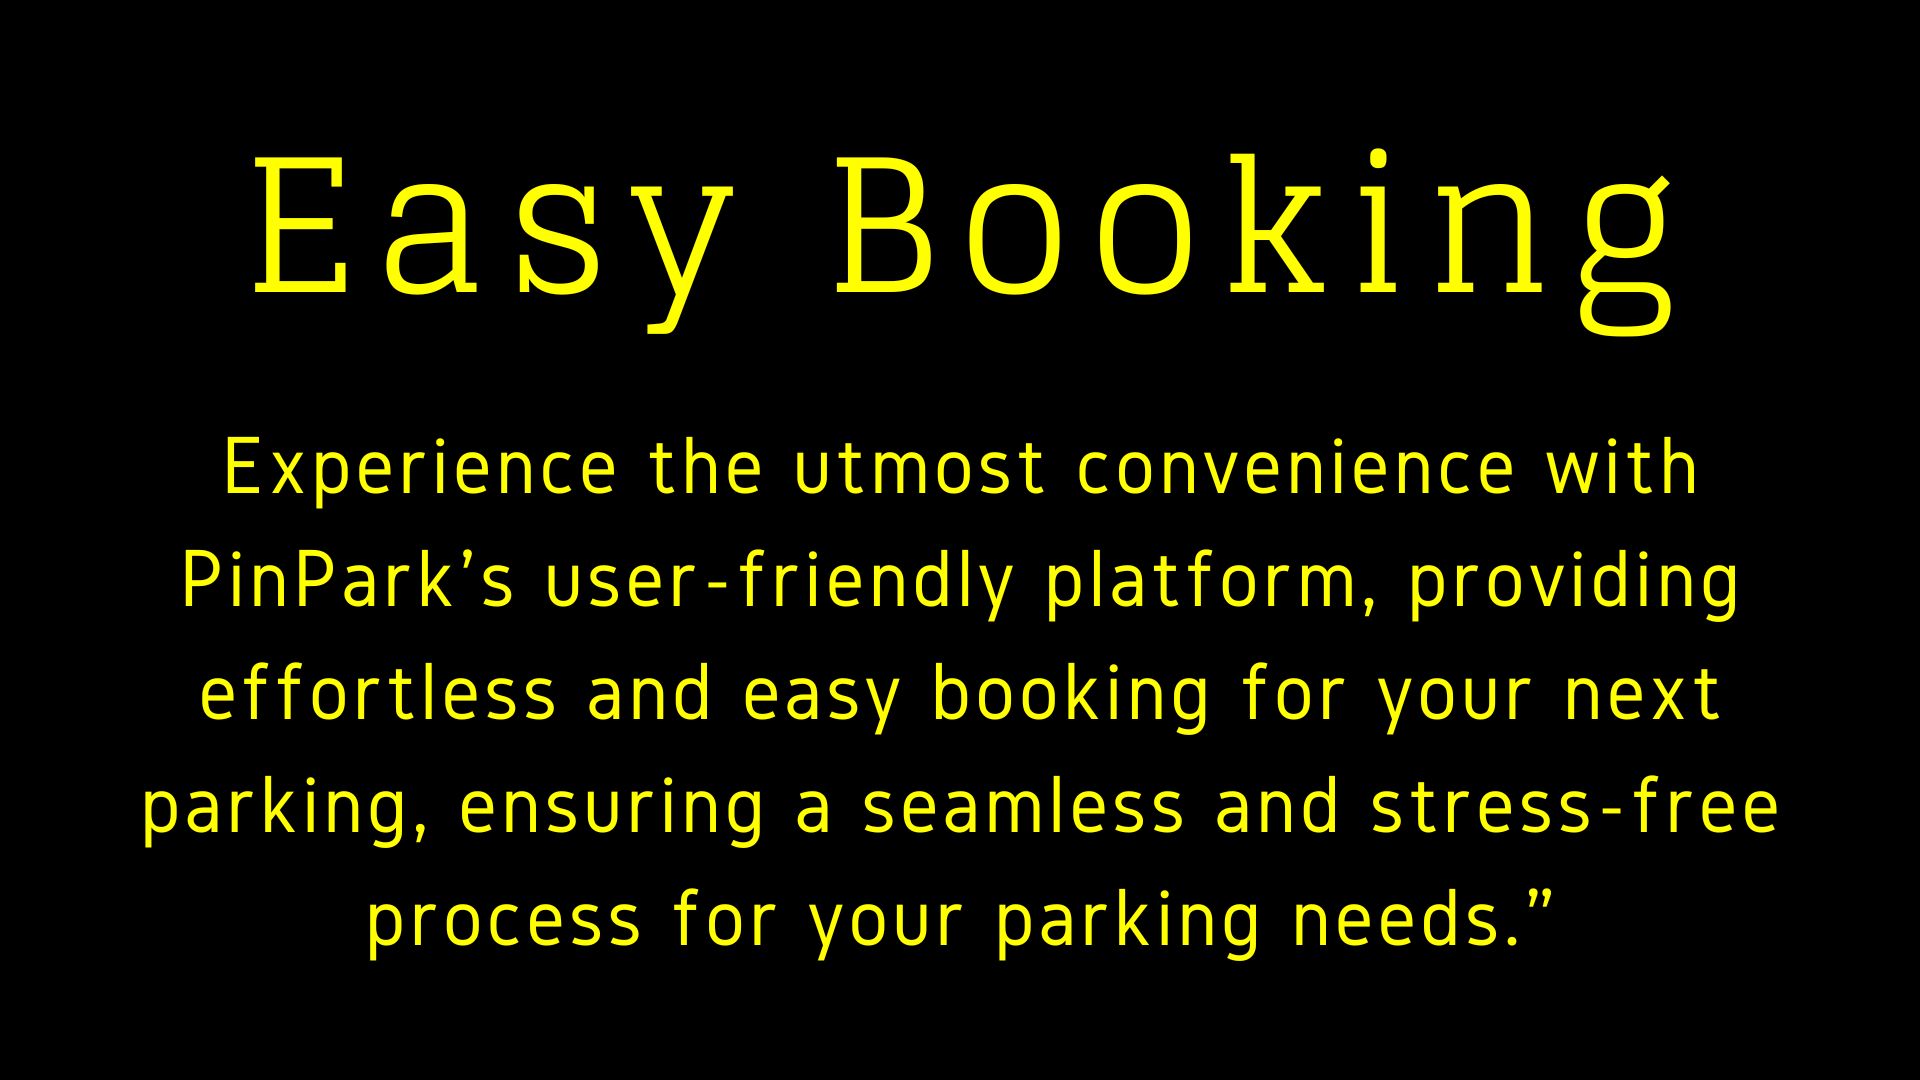 Easy Booking
Experience the utmost convenience with
PinPark’s user-friendly platform, providing
effortless and easy booking for your next
parking, ensuring a seamless and stress-free
process for your parking needs.”